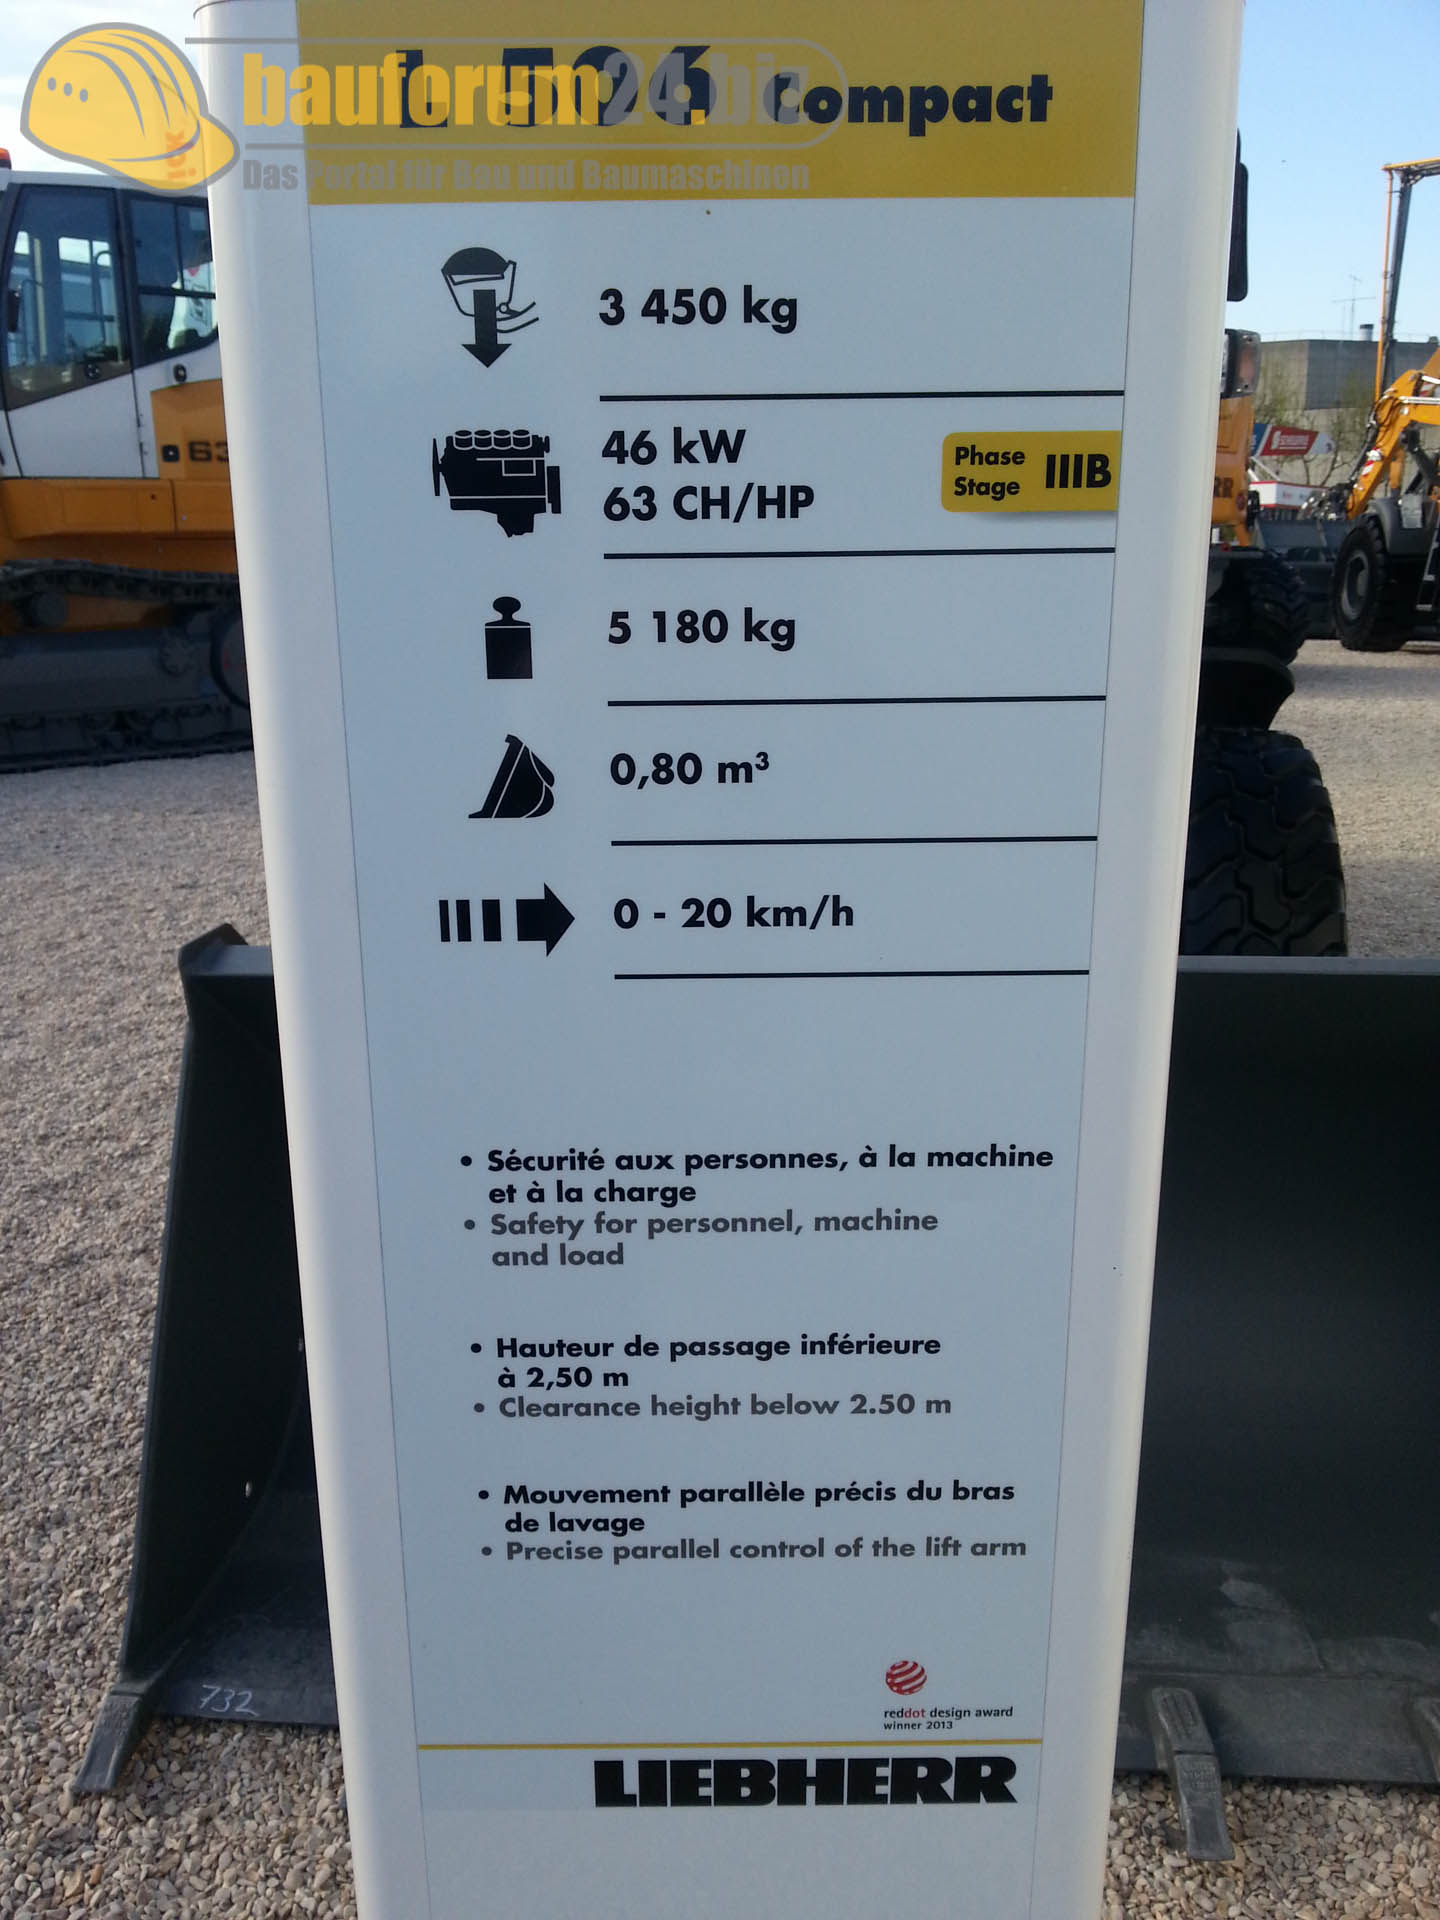 L 506 Compact
bauforum24.biz
Das Portal für Bau und Baumaschinen
3 450 kg
46 kW
63 CH/HP
Phase
Stage
IIIB
5 180 kg
0,80 m³
0 - 20 km/h
• Sécurité aux personnes, à la machine
et à la charge
• Safety for personnel, machine
and load
• Hauteur de passage inférieure
à 2,50 m
• Clearance height below 2.50 m
• Mouvement parallèle précis du bras
de lavage
• Precise parallel control of the lift arm
reddot design award
winner 2013
LIEBHERR
63
732